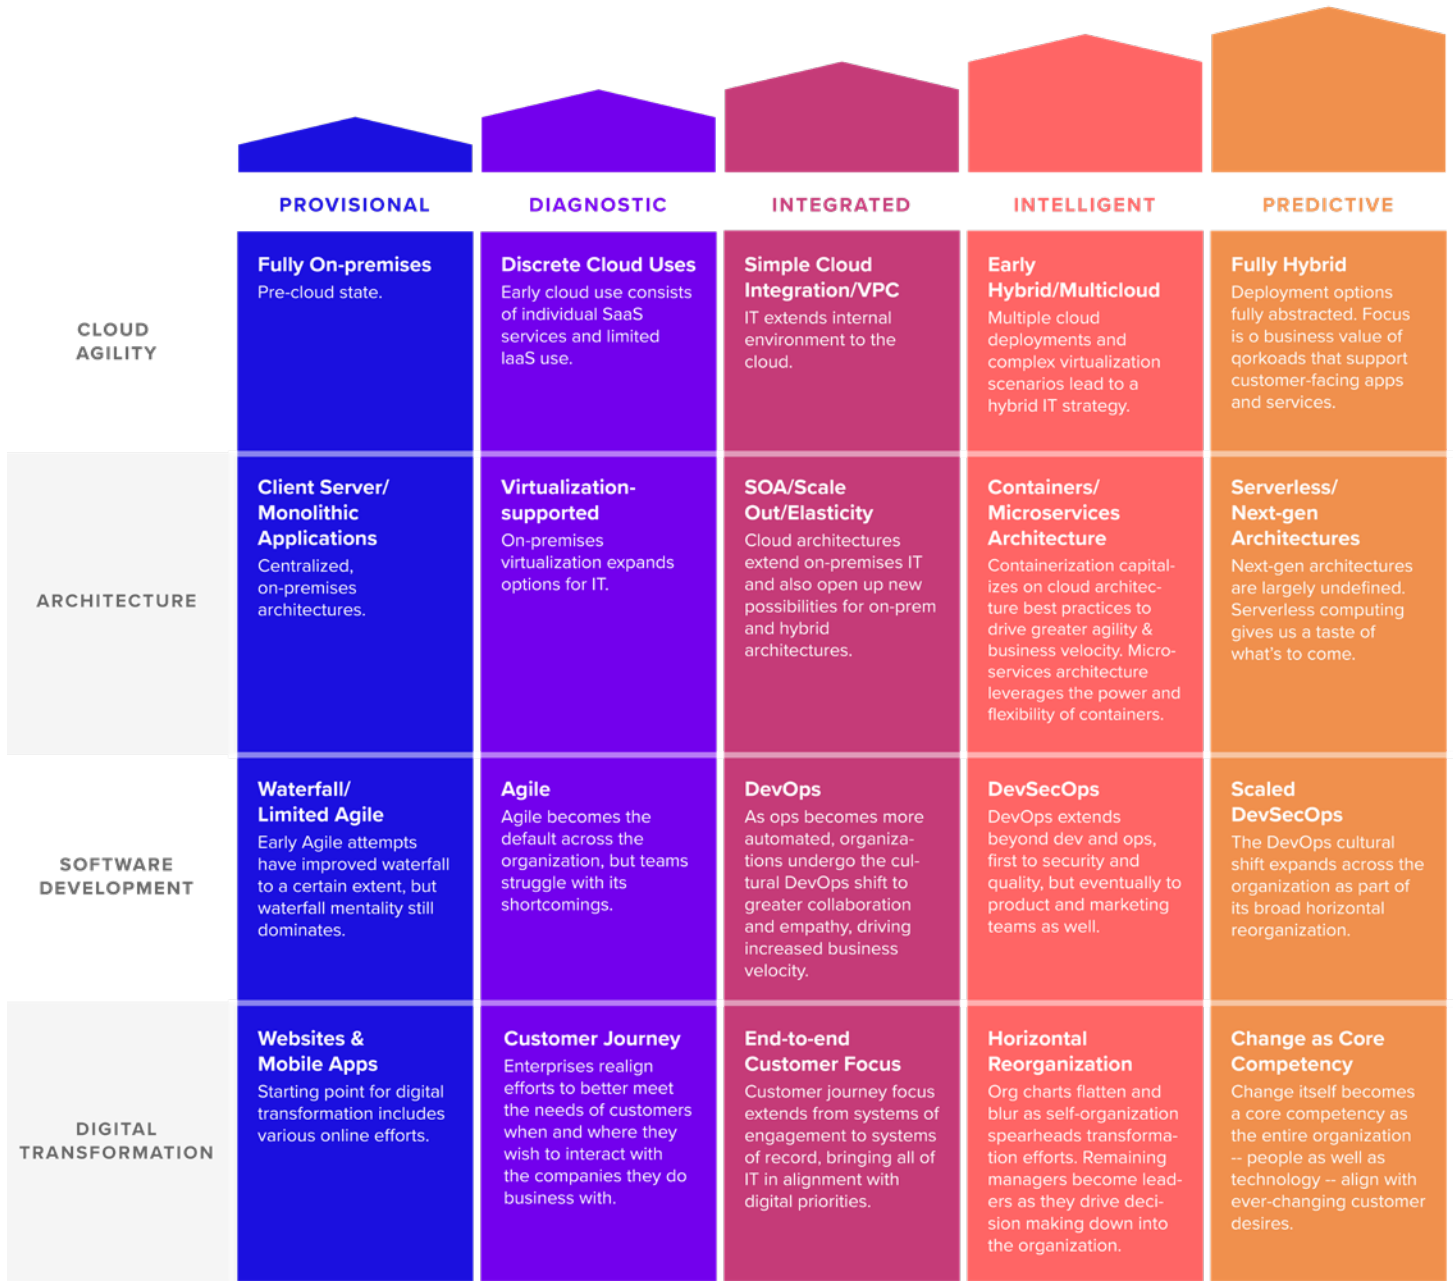 PROVISIONAL
DIAGNOSTIC
INTEGRATED
INTELLIGENT
PREDICTIVE
CLOUD
AGILITY
Fully On-premises
Pre-cloud state.
Discrete Cloud Uses
Early cloud use consists
of individual SaaS
services and limited
IaaS use.
Simple Cloud
Integration/VPC
IT extends internal
environment to the
cloud.
Early
Hybrid/Multicloud
Multiple cloud
deployments and
complex virtualization
scenarios lead to a
hybrid IT strategy.
Fully Hybrid
Deployment options
fully abstracted. Focus
is o business value of
qorkoads that support
customer-facing apps
and services.
ARCHITECTURE
Client Server/
Monolithic
Applications
Centralized,
on-premises
architectures.
Virtualization-
supported
On-premises
virtualization expands
options for IT.
SOA/Scale
Out/Elasticity
Cloud architectures
extend on-premises IT
and also open up new
possibilities for on-prem
and hybrid
architectures.
Containers/
Microservices
Architecture
Containerization capital-
izes on cloud architec-
ture best practices to
drive greater agility &
business velocity. Micro-
services architecture
leverages the power and
flexibility of containers.
Serverless/
Next-gen
Architectures
Next-gen architectures
are largely undefined.
Serverless computing
gives us a taste of
what's to come.
SOFTWARE
DEVELOPMENT
Waterfall/
Limited Agile
Early Agile attempts
have improved waterfall
to a certain extent, but
waterfall mentality still
dominates.
Agile
Agile becomes the
default across the
organization, but teams
struggle with its
shortcomings.
DevOps
As ops becomes more
automated, organiza-
tions undergo the cul-
tural DevOps shift to
greater collaboration
and empathy, driving
increased business
velocity.
DevSecOps
DevOps extends
beyond dev and ops,
first to security and
quality, but eventually to
product and marketing
teams as well.
Scaled
DevSecOps
The DevOps cultural
shift expands across the
organization as part of
its broad horizontal
reorganization.
DIGITAL
TRANSFORMATION
Websites &
Mobile Apps
Starting point for digital
transformation includes
various online efforts.
Customer Journey
Enterprises realign
efforts to better meet
the needs of customers
when and where they
wish to interact with
the companies they do
business with.
End-to-end
Customer Focus
Customer journey focus
extends from systems of
engagement to systems
of record, bringing all of
IT in alignment with
digital priorities.
Horizontal
Reorganization
Org charts flatten and
blur as self-organization
spearheads transforma-
tion efforts. Remaining
managers become lead-
ers as they drive deci-
sion making down into
the organization.
Change as Core
Competency
Change itself becomes
a core competency as
the entire organization
-- people as well as
technology -- align with
ever-changing customer
desires.